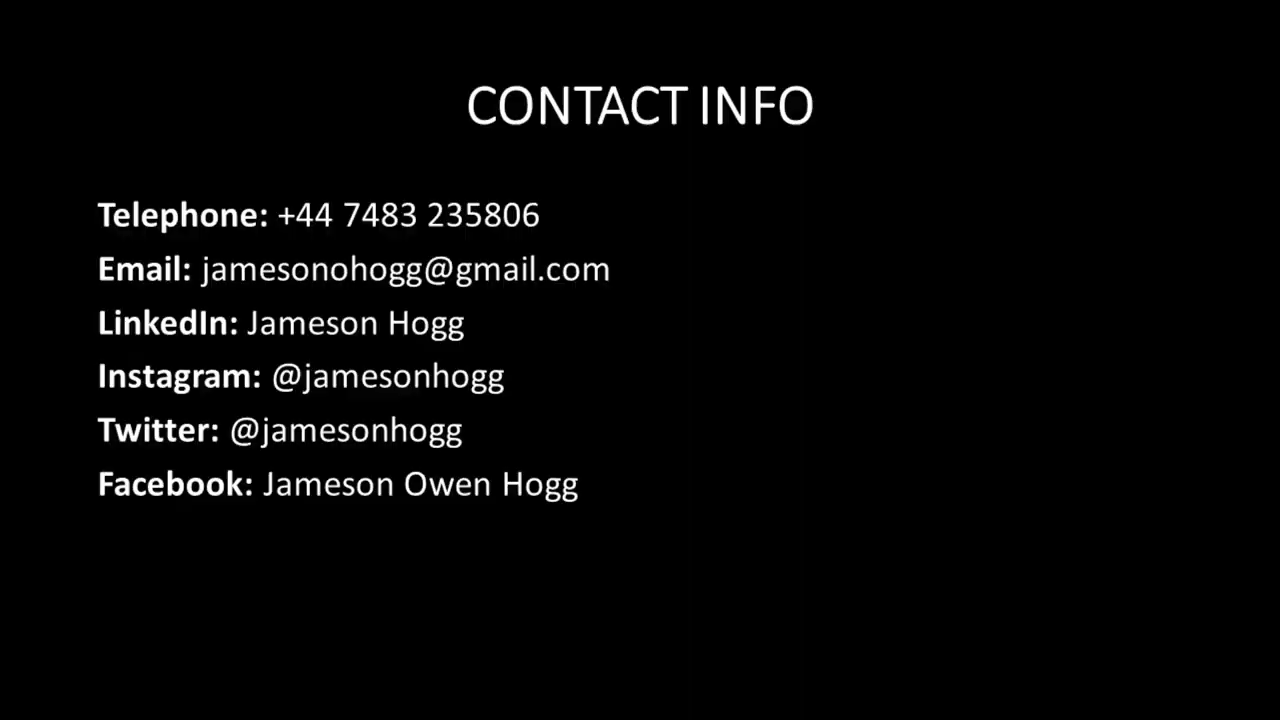 CONTACT INFO
Telephone: +44 7483 235806
Email: jamesonohogg@gmail.com
LinkedIn: Jameson Hogg
Instagram: @jamesonhogg
Twitter: @jamesonhogg
Facebook: Jameson Owen Hogg